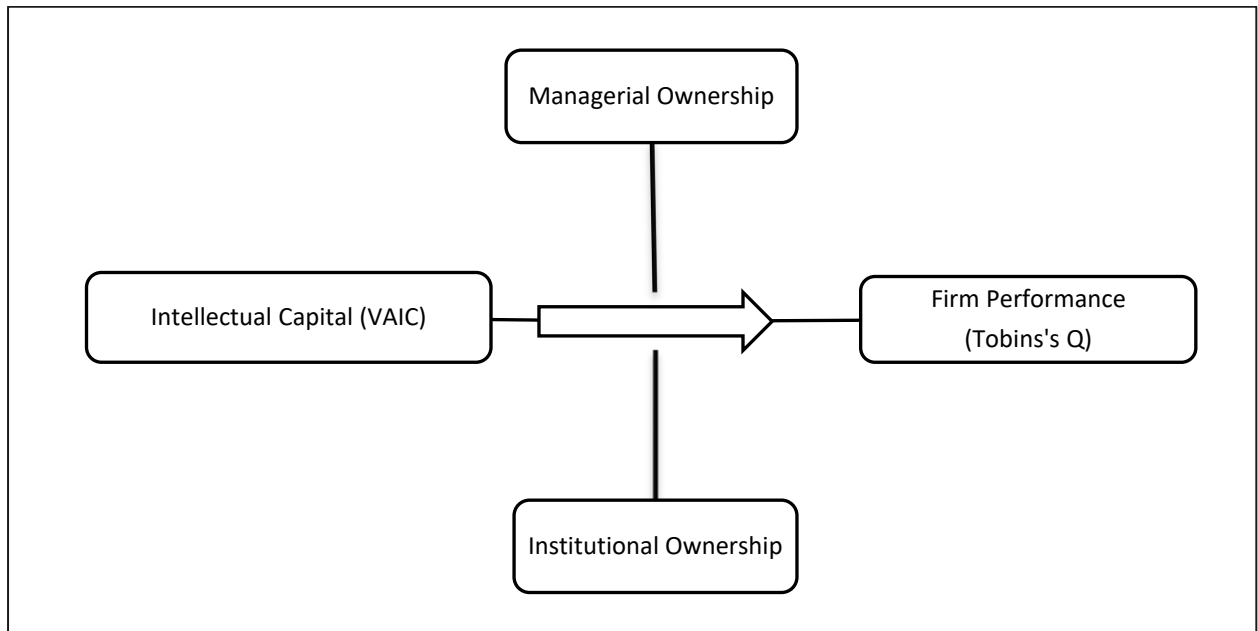 Managerial Ownership
Intellectual Capital (VAIC)
Firm Performance
(Tobins's Q)
Institutional Ownership